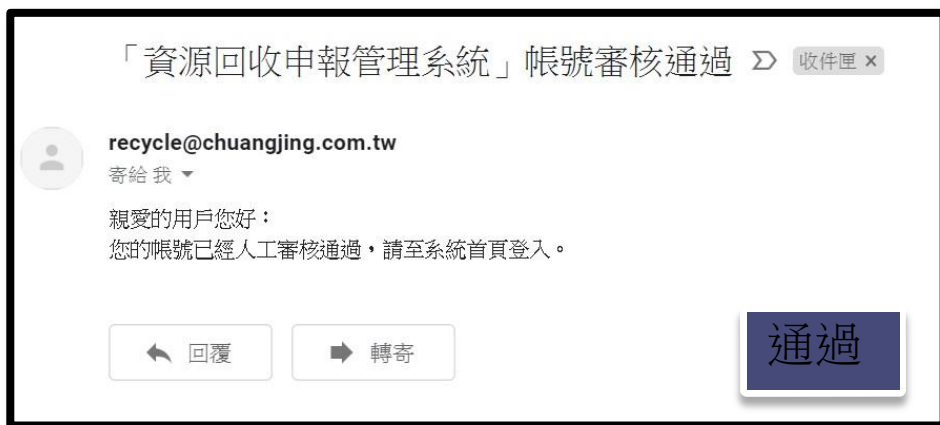 「資源回收申報管理系統」帳號審核通過 收件匣 ×
recycle@chuangjing.com.tw
寄給 我
親愛的用戶您好：
您的帳號已經人工審核通過，請至系統首頁登入。
回覆 轉寄
通過